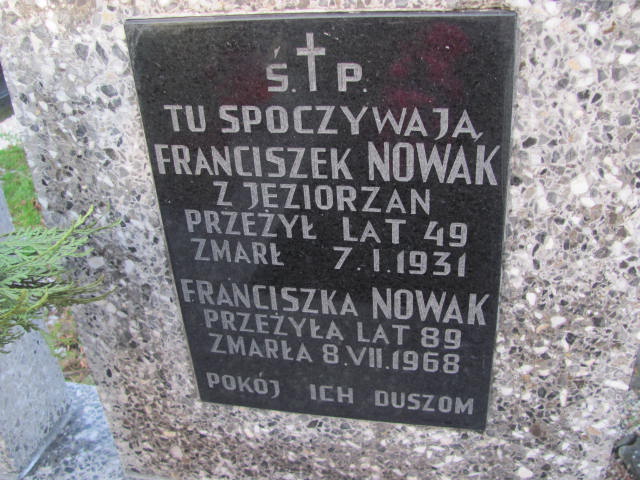 Ś.†P.
TU SPOCZYWAJĄ
FRANCISZEK NOWAK
Z JEZIORZAN
PRZEŻYŁ LAT 49
ZMARŁ 7.I.1931
FRANCISZKA NOWAK
PRZEŻYŁA LAT 89
ZMARŁA 8.VII.1968
POKÓJ ICH DUSZOM